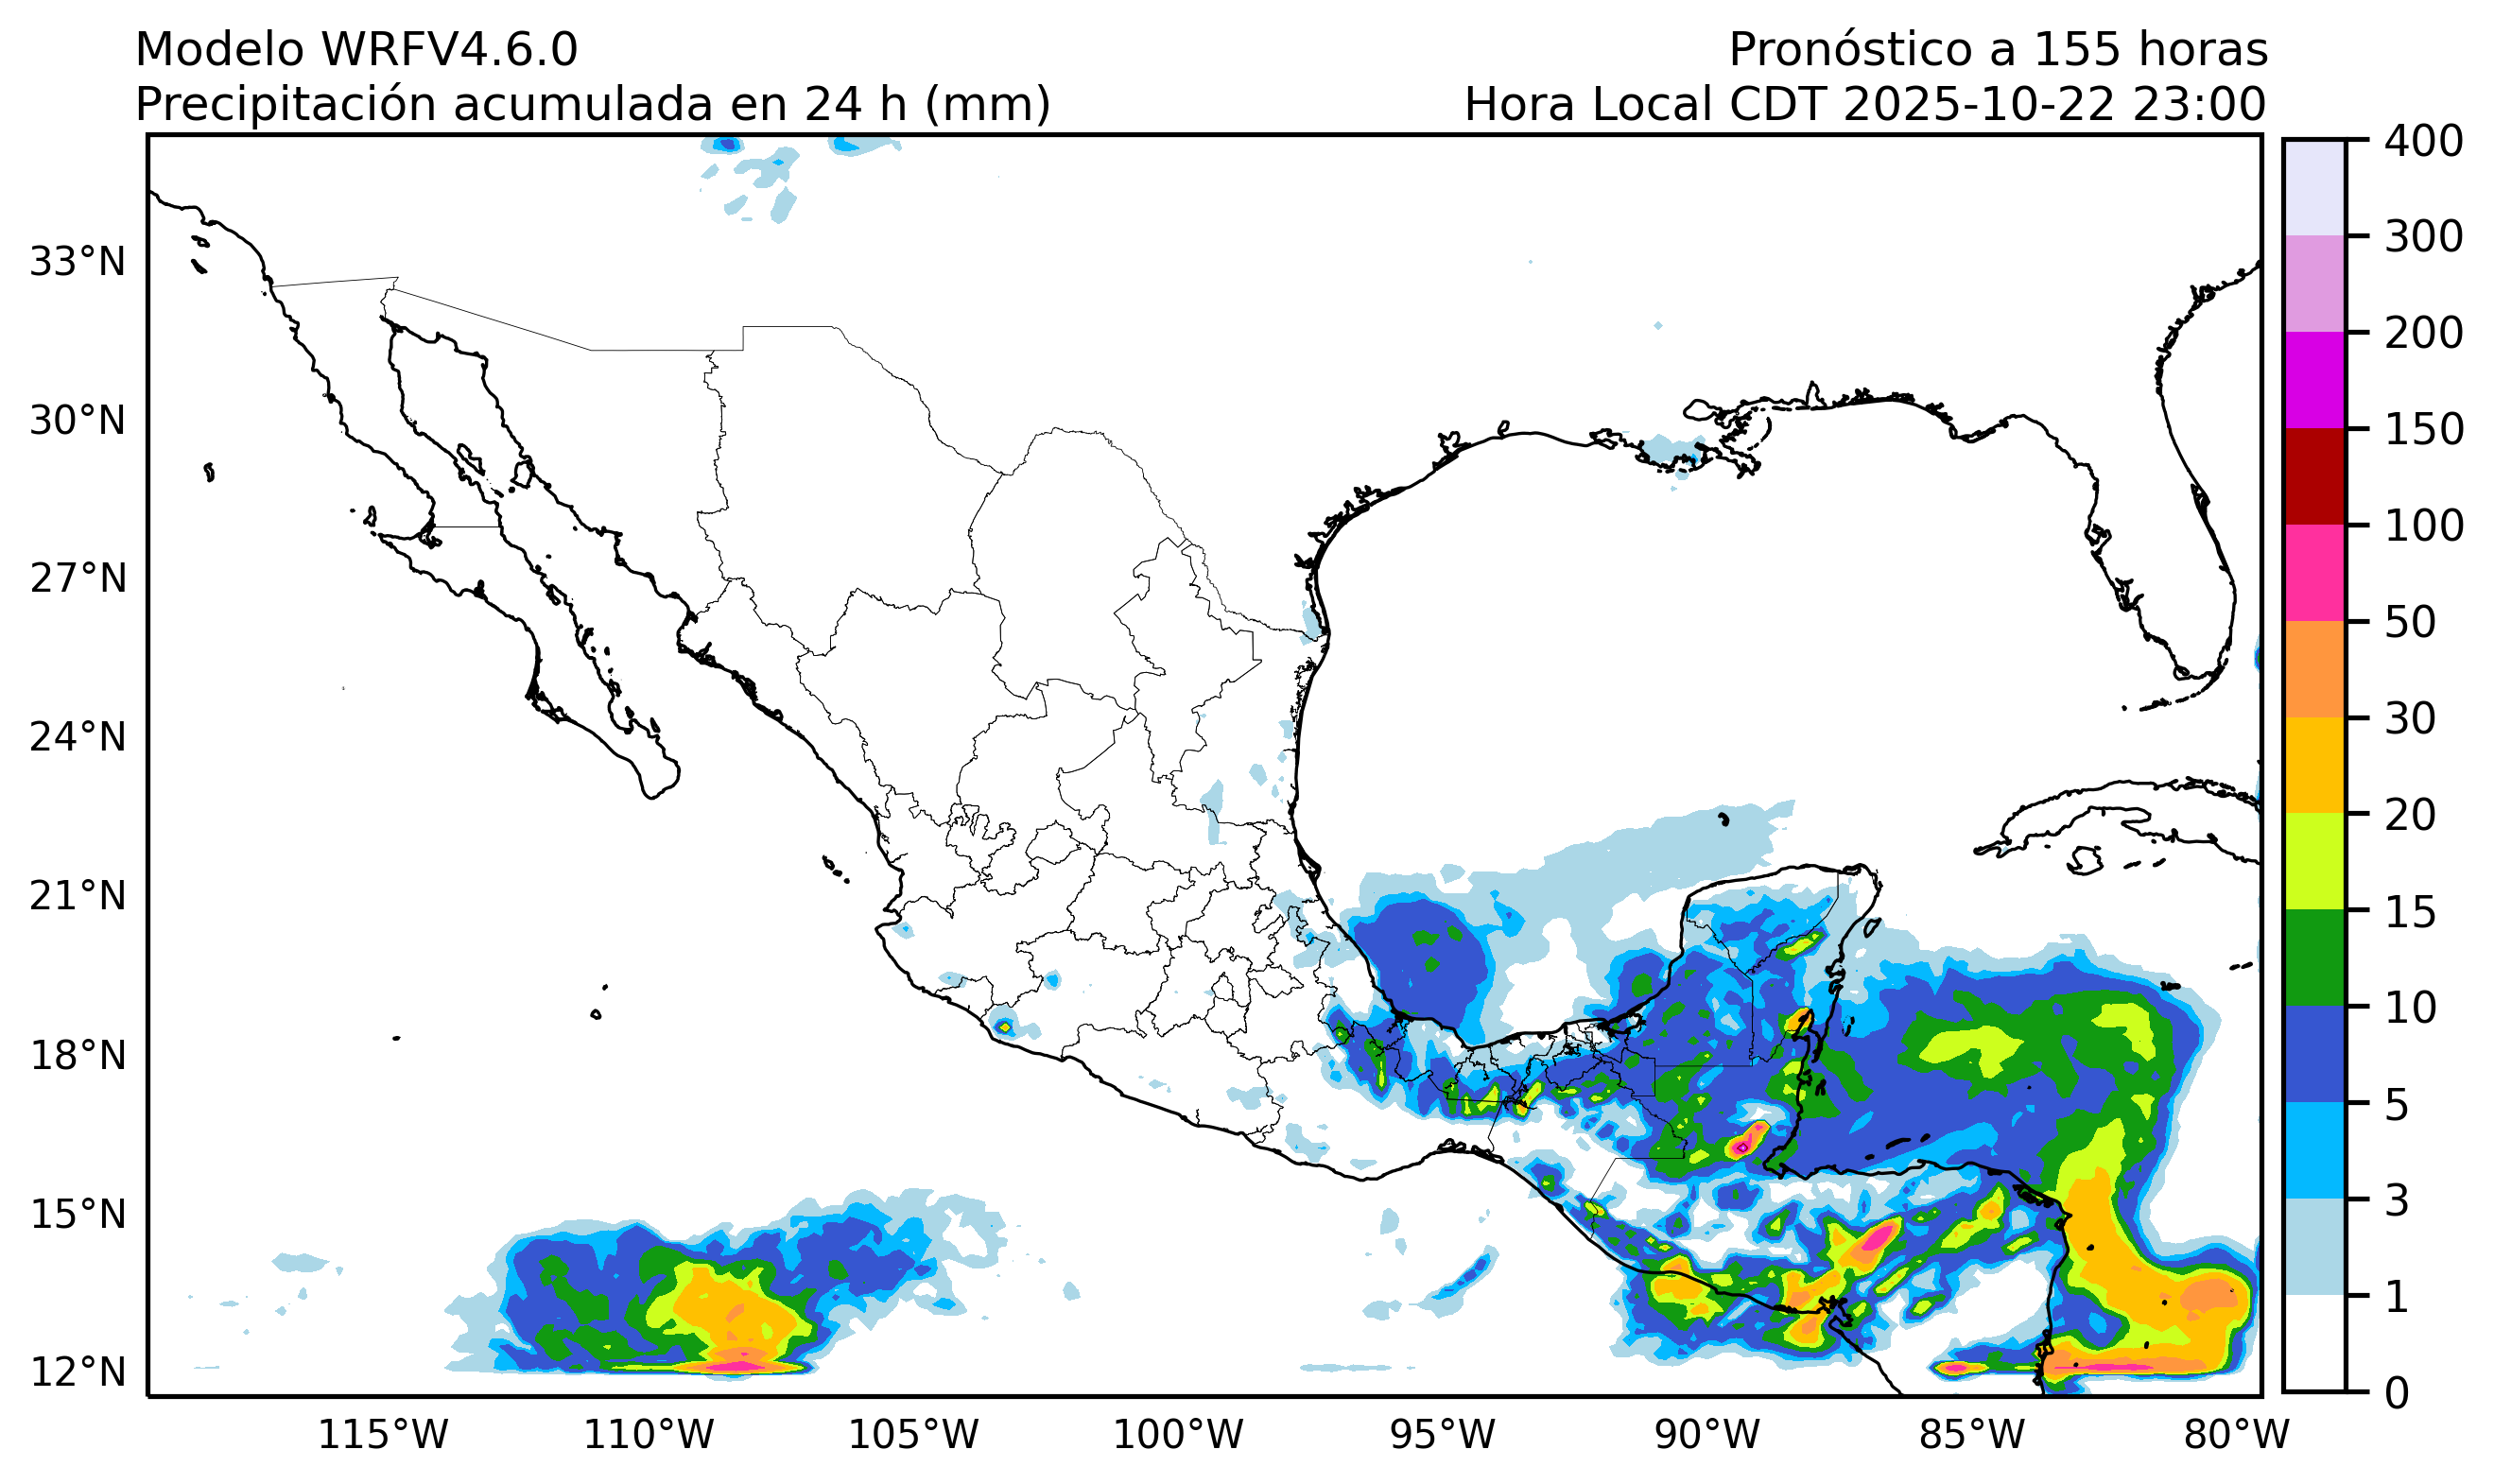 Modelo WRFV4.6.0
Pronóstico a 155 horas
Precipitación acumulada en 24 h (mm)
Hora Local CDT 2025-10-22 23:00
33°N
30°N
27°N
24°N
21°N
18°N
15°N
12°N
115°W
110°W
105°W
100°W
95°W
90°W
85°W
80°W
400
300
200
150
100
50
30
20
15
10
5
3
1
0